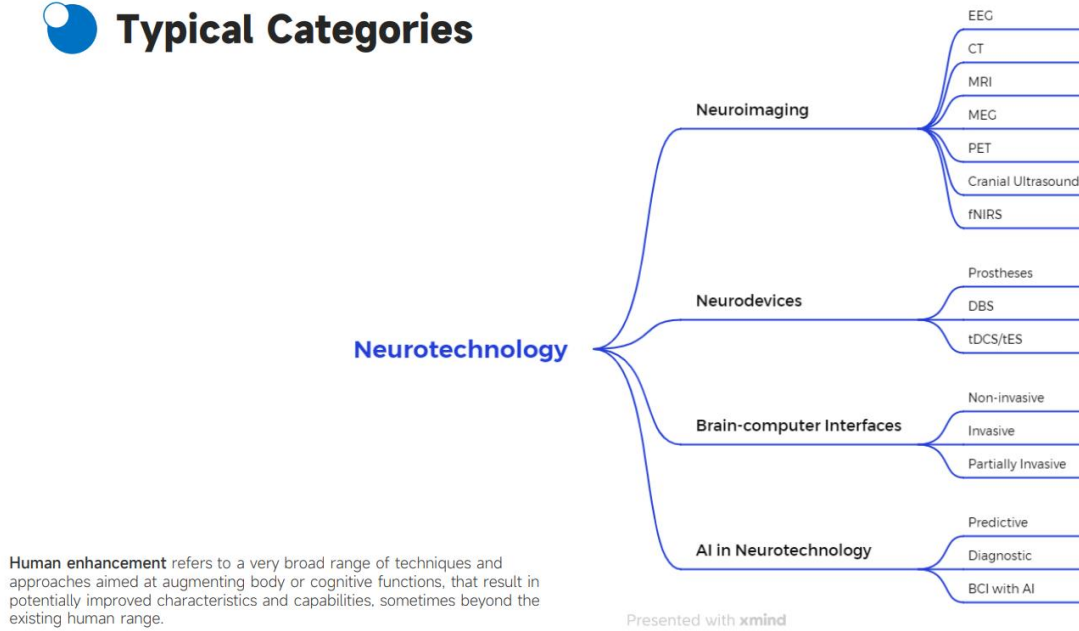 Typical Categories
Neurotechnology
Neuroimaging
EEG
CT
MRI
MEG
PET
Cranial Ultrasound
fNIRS
Neurodevices
Prostheses
DBS
tDCS/tES
Brain-computer Interfaces
Non-invasive
Invasive
Partially Invasive
AI in Neurotechnology
Predictive
Diagnostic
BCI with AI
Human enhancement refers to a very broad range of techniques and
approaches aimed at augmenting body or cognitive functions, that result in
potentially improved characteristics and capabilities, sometimes beyond the
existing human range.
Presented with xmind